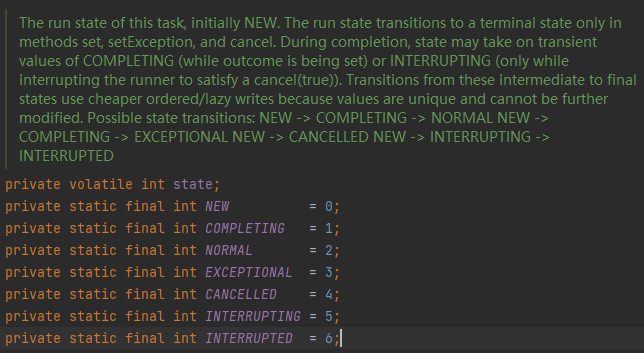 The run state of this task, initially NEW. The run state transitions to a terminal state only in
methods set, setException, and cancel. During completion, state may take on transient
values of COMPLETING (while outcome is being set) or INTERRUPTING (only while
interrupting the runner to satisfy a cancel(true)). Transitions from these intermediate to final
states use cheaper ordered/lazy writes because values are unique and cannot be further
modified. Possible state transitions: NEW -> COMPLETING -> NORMAL NEW ->
COMPLETING -> EXCEPTIONAL NEW -> CANCELLED NEW -> INTERRUPTING ->
INTERRUPTED
private volatile int state;
private static final int NEW          = 0;
private static final int COMPLETING   = 1;
private static final int NORMAL       = 2;
private static final int EXCEPTIONAL  = 3;
private static final int CANCELLED    = 4;
private static final int INTERRUPTING = 5;
private static final int INTERRUPTED  = 6;